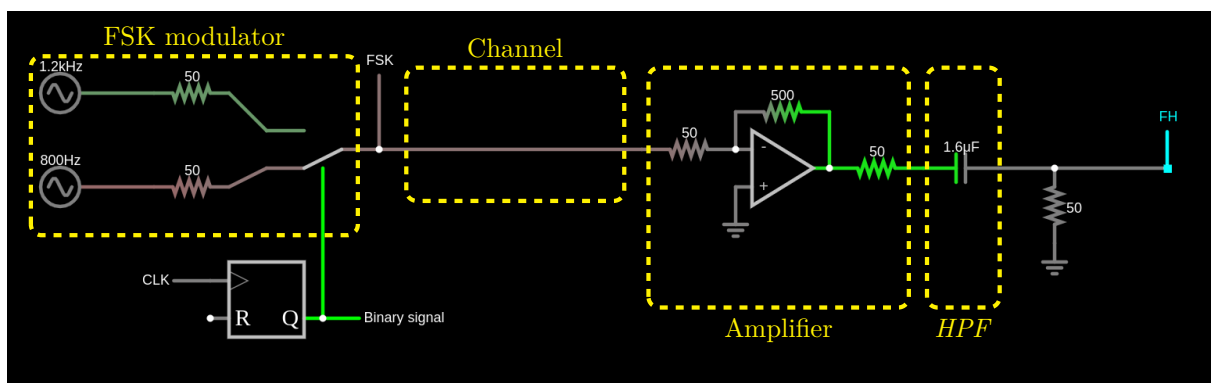 FSK modulator
Channel
1.2kHz
50
FSK
500
50
50
1.6μF
FH
800Hz
50
-
+
50
CLK
R
Q
Binary signal
Amplifier
HPF